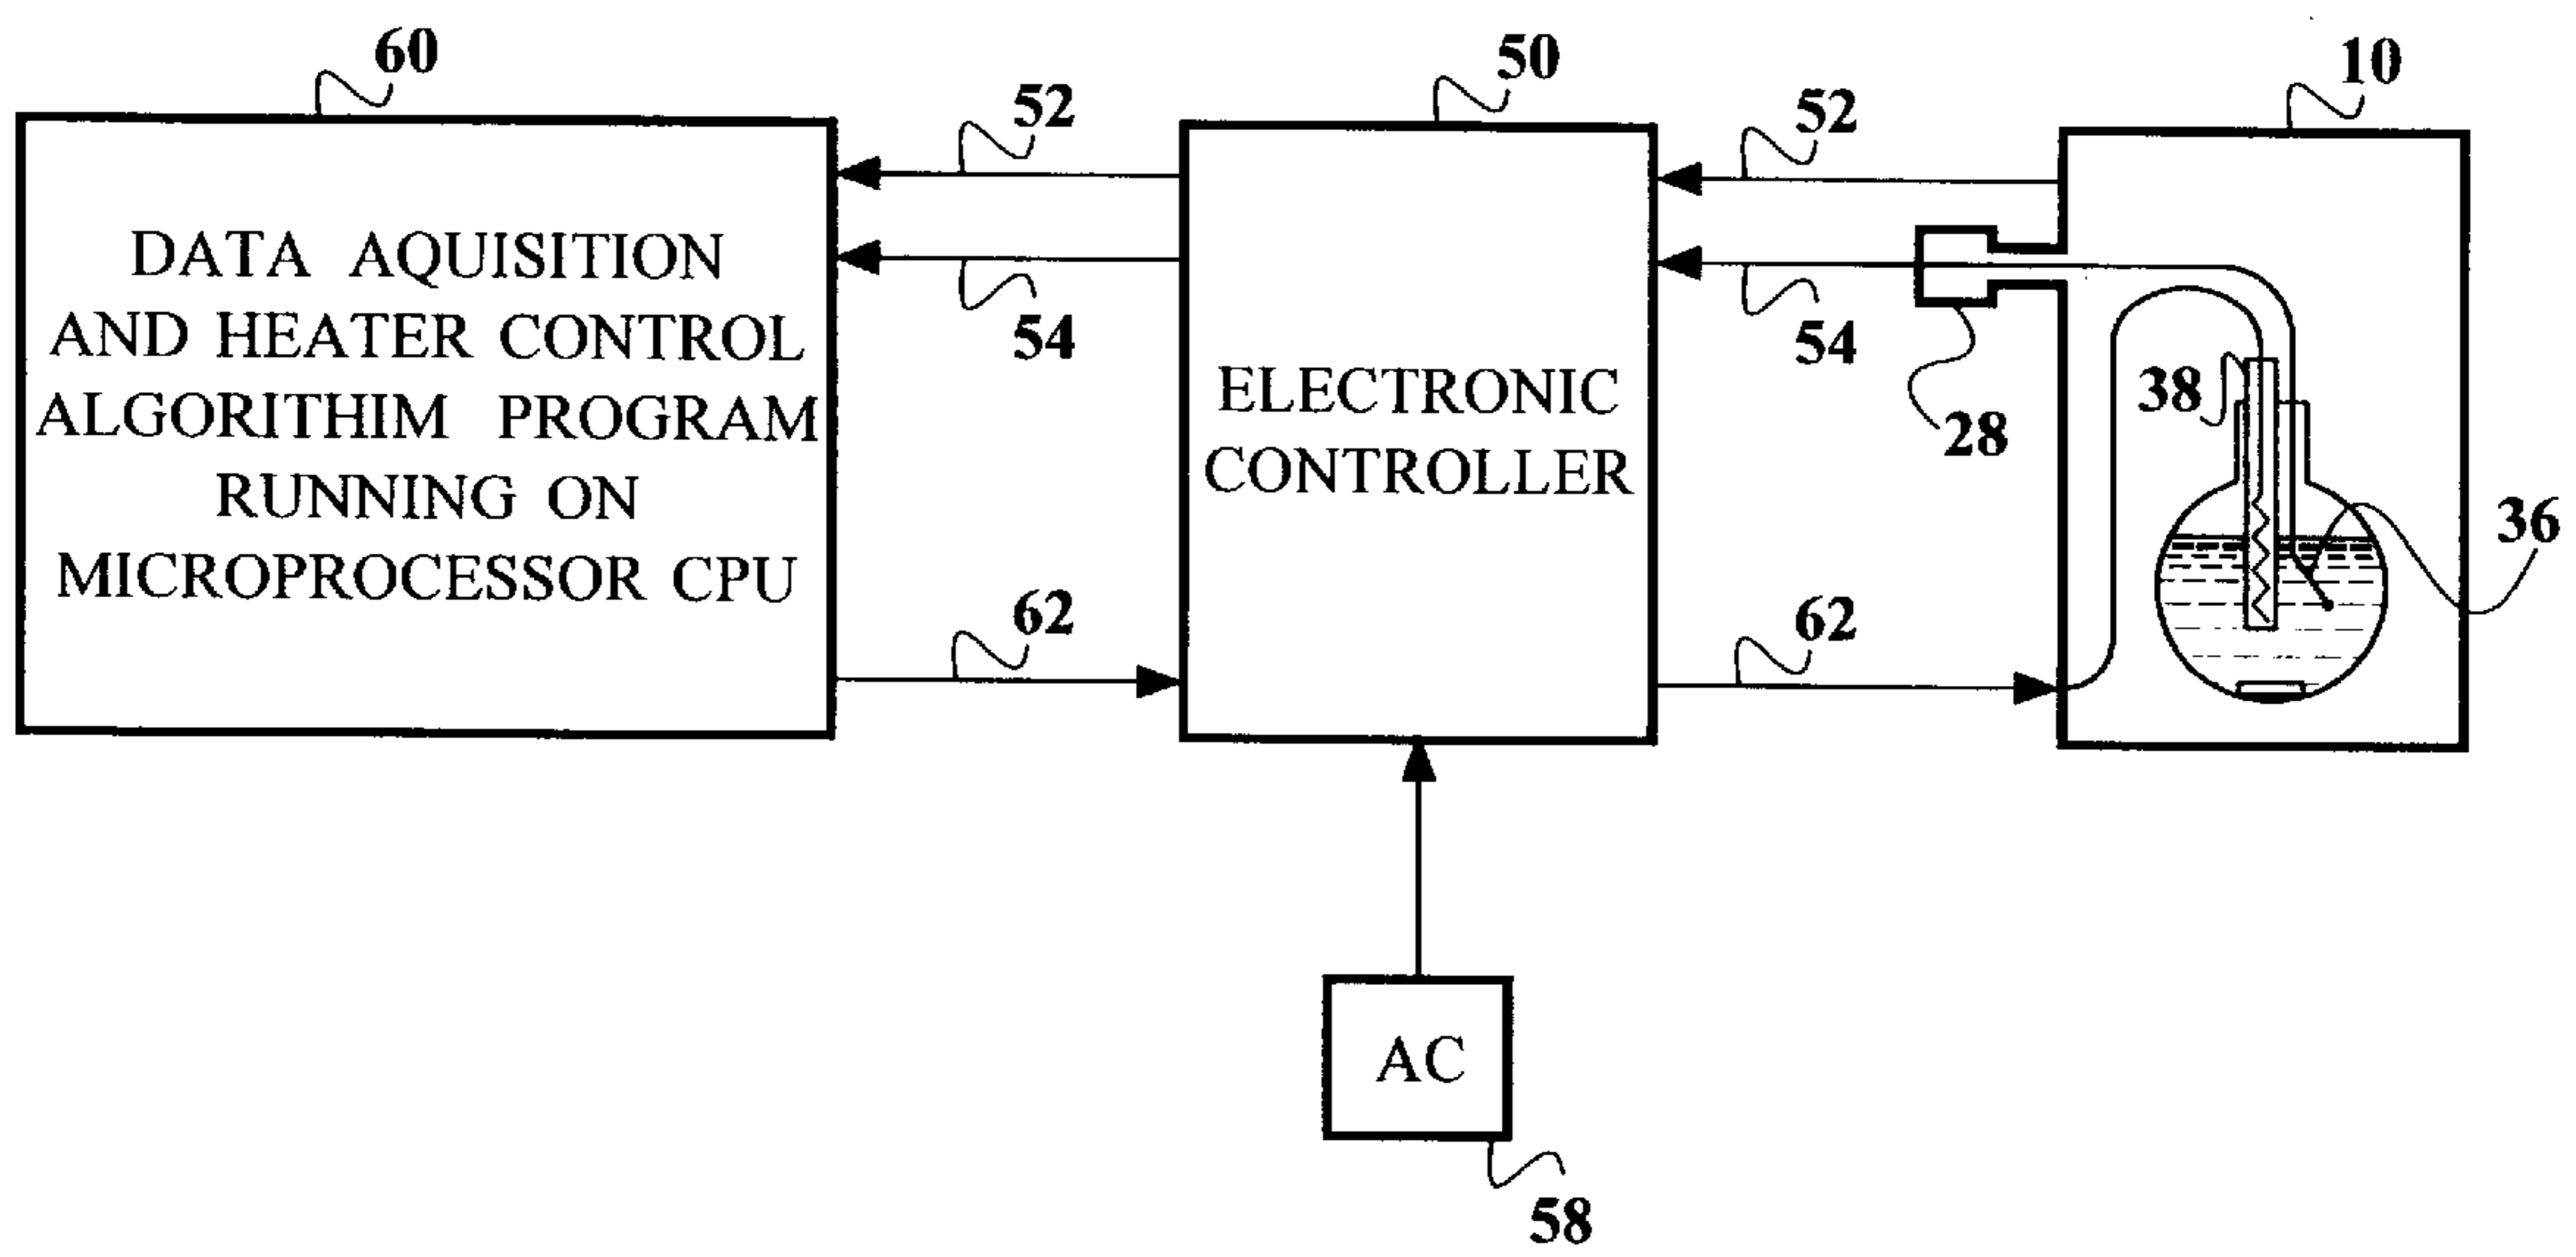 60
50
10
52
52
DATA AQUISITION
AND HEATER CONTROL
ALGORITHIM PROGRAM
RUNNING ON
MICROPROCESSOR CPU
54
ELECTRONIC
CONTROLLER
54
28
38
36
62
62
AC
58